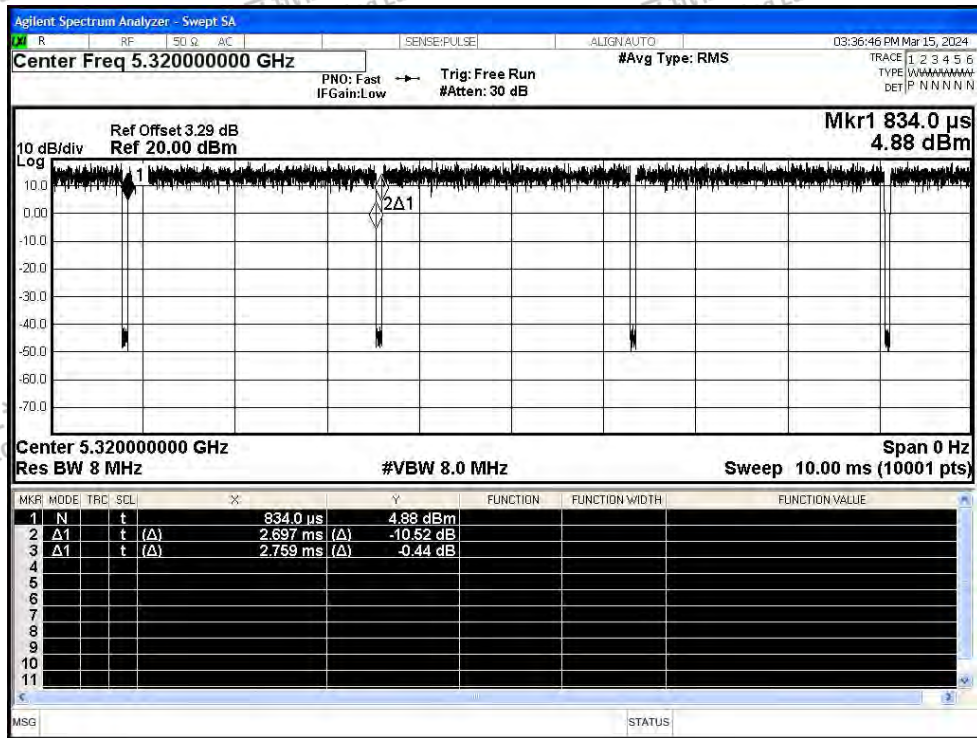 Agilent Spectrum Analyzer - Swept SA
LXI R RF 50 Ω AC SENSE:PULSE ALIGN AUTO 03:36:46 PM Mar 15, 2024
Center Freq 5.320000000 GHz
#Avg Type: RMS
TRACE 1 2 3 4 5 6
PNO: Fast Trig: Free Run
TYPE WWWWWW
IFGain:Low #Atten: 30 dB
DET P N N N N N
Mkr1 834.0 µs
4.88 dBm
Ref Offset 3.29 dB
10 dB/div Ref 20.00 dBm
Log
1
10.0
2Δ1
0.00
-10.0
-20.0
-30.0
-40.0
-50.0
-60.0
-70.0
Center 5.320000000 GHz Span 0 Hz
Res BW 8 MHz #VBW 8.0 MHz Sweep 10.00 ms (10001 pts)
MKR MODE TRC SCL X Y FUNCTION FUNCTION WIDTH FUNCTION VALUE
1 N t 834.0 µs 4.88 dBm
2 Δ1 t (Δ) 2.697 ms (Δ) -10.52 dB
3 Δ1 t (Δ) 2.759 ms (Δ) -0.44 dB
4
5
6
7
8
9
10
11
MSG STATUS